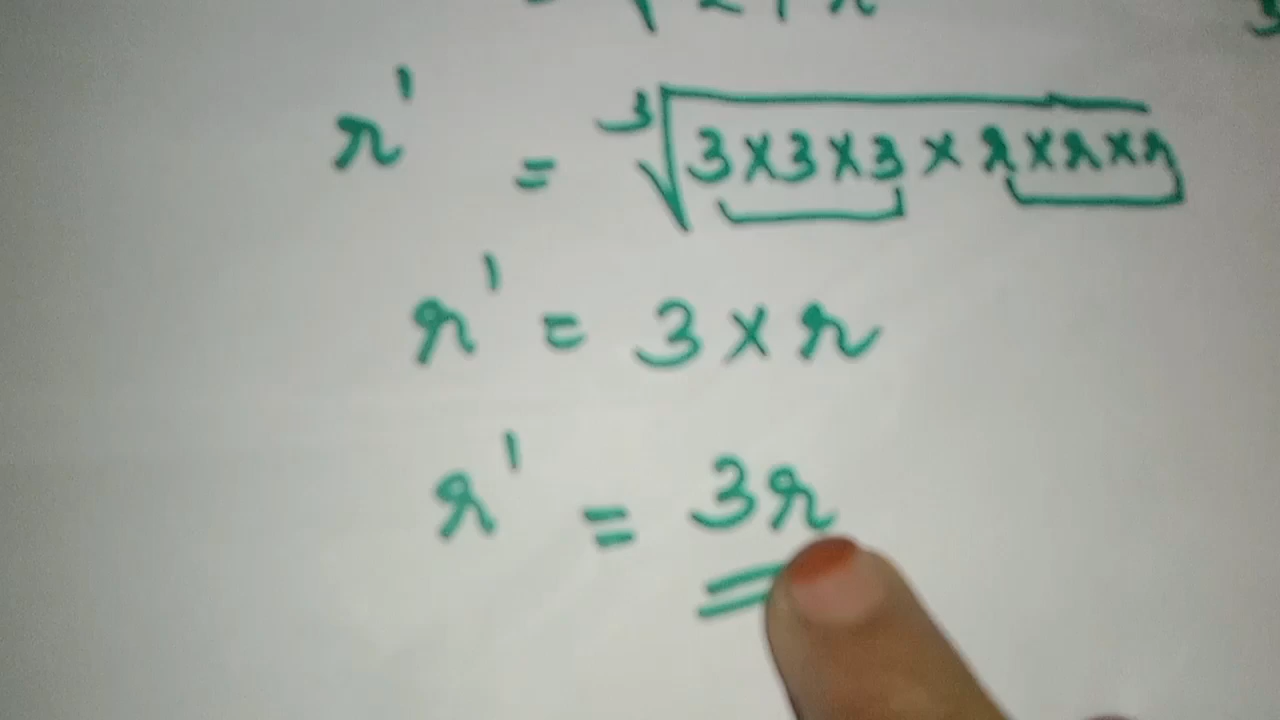 r' = ∛3×3×3 × r×r×r
r' = 3 × r
r' = 3r